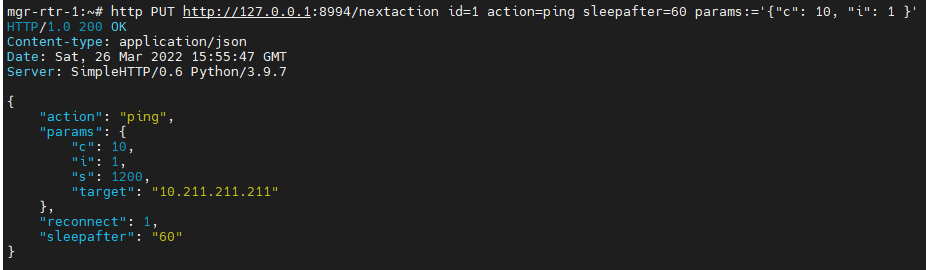 mgr-rtr-1:~# http PUT http://127.0.0.1:8994/nextaction id=1 action=ping sleepafter=60 params:='{"c": 10, "i": 1 }'
HTTP/1.0 200 OK
Content-type: application/json
Date: Sat, 26 Mar 2022 15:55:47 GMT
Server: SimpleHTTP/0.6 Python/3.9.7

{
    "action": "ping",
    "params": {
        "c": 10,
        "i": 1,
        "s": 1200,
        "target": "10.211.211.211"
    },
    "reconnect": 1,
    "sleepafter": "60"
}